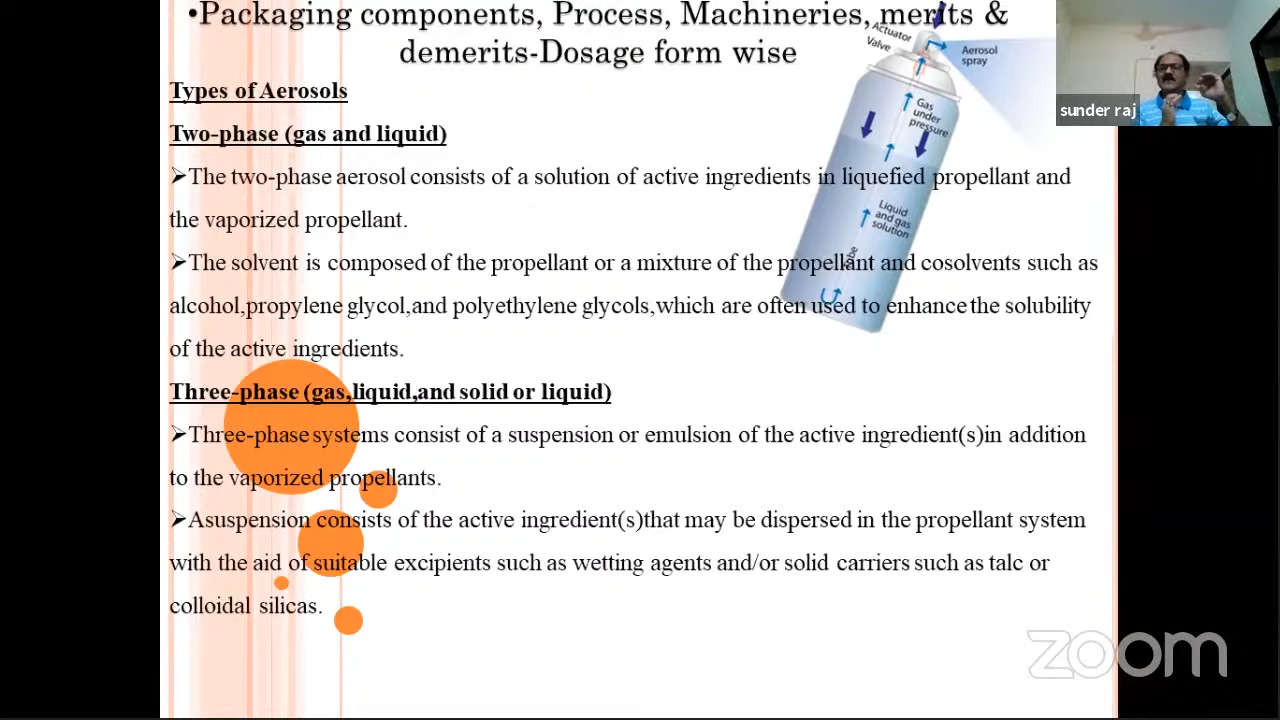 •Packaging components, Process, Machineries, merits &
demerits-Dosage form wise
Types of Aerosols
Two-phase (gas and liquid)
➤The two-phase aerosol consists of a solution of active ingredients in liquefied propellant and
the vaporized propellant.
➤The solvent is composed of the propellant or a mixture of the propellant and cosolvents such as
alcohol,propylene glycol,and polyethylene glycols,which are often used to enhance the solubility
of the active ingredients.
Three-phase (gas,liquid,and solid or liquid)
➤Three-phase systems consist of a suspension or emulsion of the active ingredient(s)in addition
to the vaporized propellants.
➤Asuspension consists of the active ingredient(s)that may be dispersed in the propellant system
with the aid of suitable excipients such as wetting agents and/or solid carriers such as talc or
colloidal silicas.
Actuator
Valve
Aerosol
spray
Gas
under
pressure
Liquid
and gas
solution
sunder raj
zoom